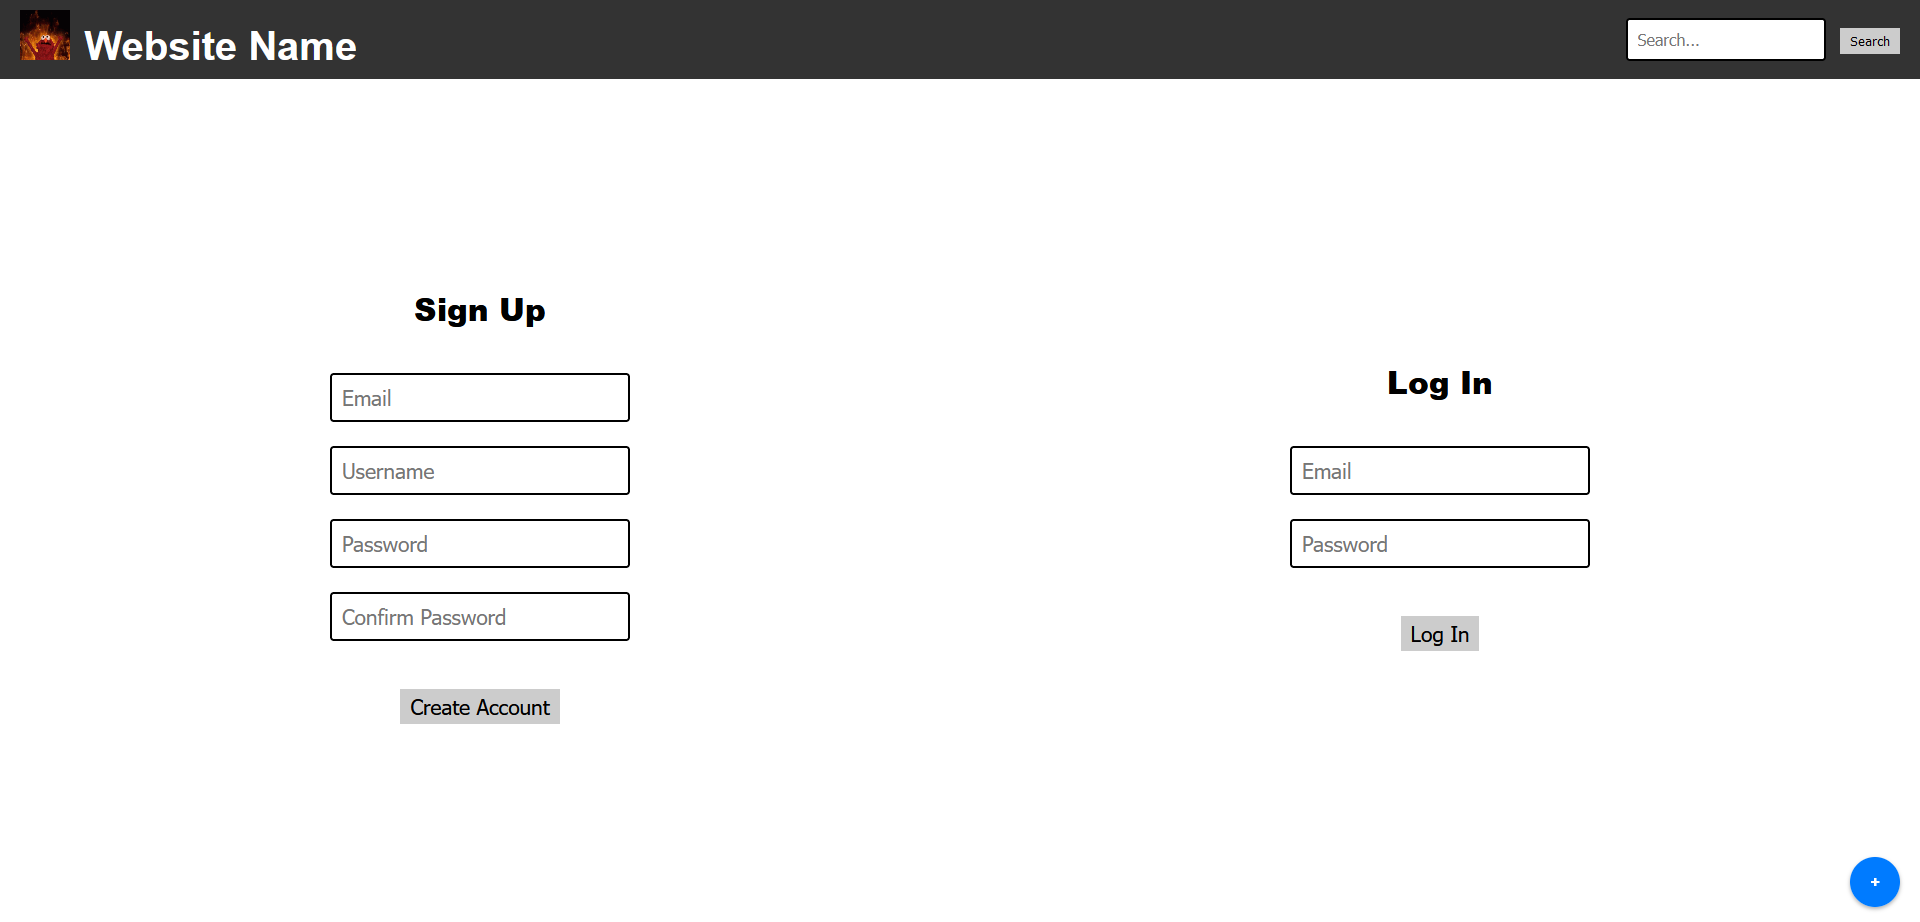 Website Name
Search...
Search
Sign Up
Email
Username
Password
Confirm Password
Create Account
Log In
Email
Password
Log In
+